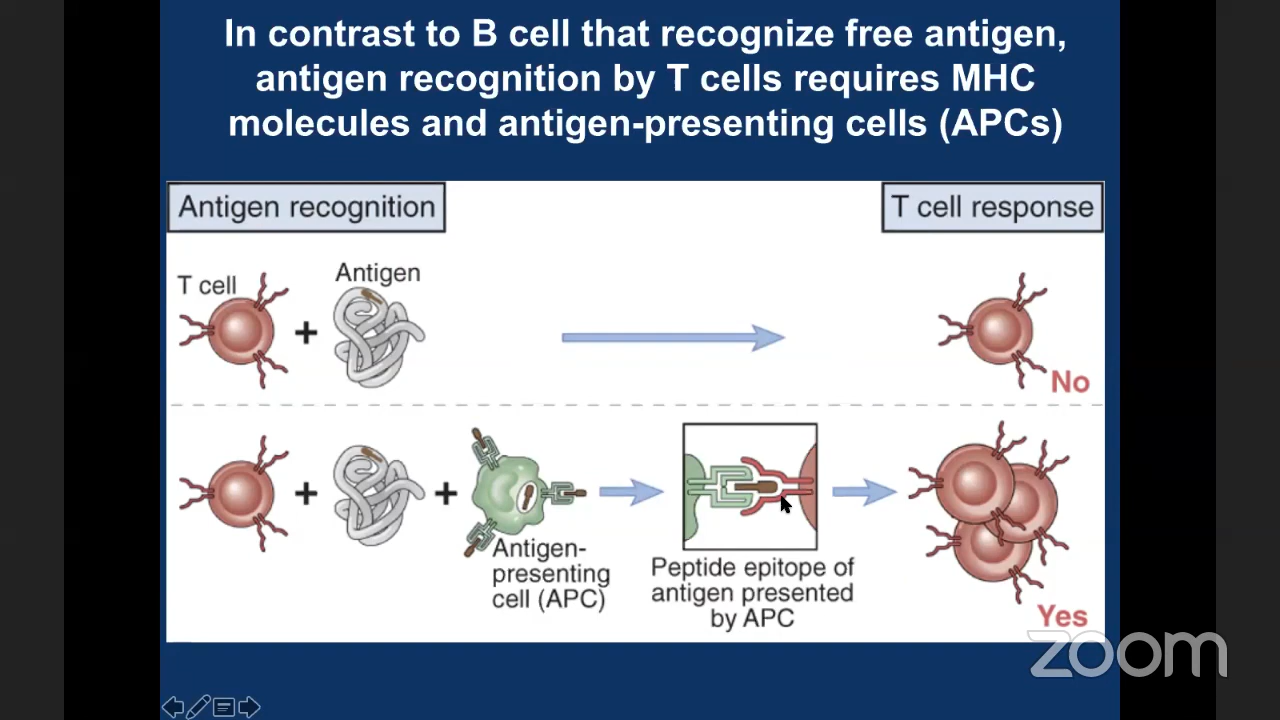 In contrast to B cell that recognize free antigen,
antigen recognition by T cells requires MHC
molecules and antigen-presenting cells (APCs)
Antigen recognition
T cell response
T cell
Antigen
+
No
+
+
Antigen-
presenting
cell (APC)
Peptide epitope of
antigen presented
by APC
Yes
zoom